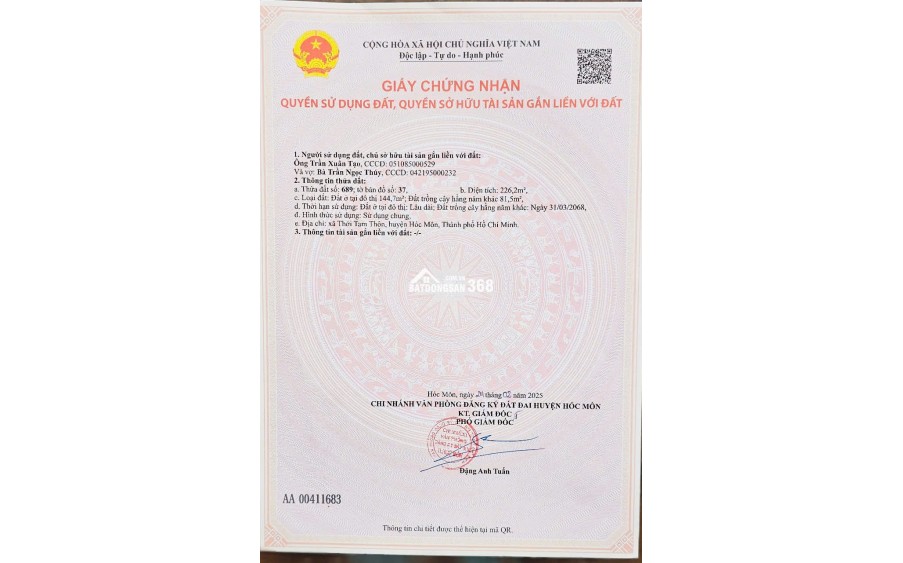 CỘNG HÒA XÃ HỘI CHỦ NGHĨA VIỆT NAM
Độc lập - Tự do - Hạnh phúc
GIẤY CHỨNG NHẬN
QUYỀN SỬ DỤNG ĐẤT, QUYỀN SỞ HỮU TÀI SẢN GẮN LIỀN VỚI ĐẤT
1. Người sử dụng đất, chủ sở hữu tài sản gắn liền với đất:
Ông Trần Xuân Tạo, CCCD: 051085000529
Và vợ: Bà Trần Ngọc Thúy, CCCD: 042195000232
2. Thông tin thửa đất:
a. Thửa đất số: 689; tờ bản đồ số: 37, b. Diện tích: 226,2m²,
c. Loại đất: Đất ở tại đô thị 144,7m²; Đất trồng cây hằng năm khác 81,5m²,
d. Thời hạn sử dụng: Đất ở tại đô thị: Lâu dài; Đất trồng cây hằng năm khác: Ngày 31/03/2068,
đ. Hình thức sử dụng: Sử dụng chung,
e. Địa chỉ: xã Thới Tam Thôn, huyện Hóc Môn, Thành phố Hồ Chí Minh.
3. Thông tin tài sản gắn liền với đất: -/-
BATDONGSAN 368
Hóc Môn, ngày 24 tháng 02 năm 2025
CHI NHÁNH VĂN PHÒNG ĐĂNG KÝ ĐẤT ĐAI HUYỆN HÓC MÔN
KT. GIÁM ĐỐC
PHÓ GIÁM ĐỐC
CHI NHÁNH
VĂN PHÒNG
ĐĂNG KÝ ĐẤT ĐAI
Đặng Anh Tuấn
AA 00411683
Thông tin chi tiết được thể hiện tại mã QR.